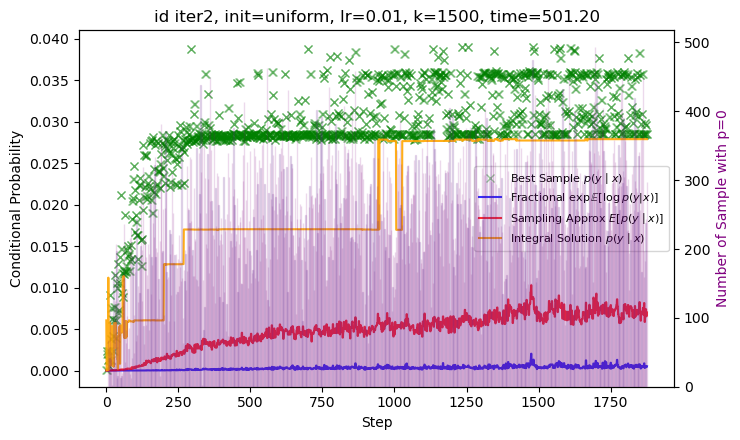 id iter2, init=uniform, lr=0.01, k=1500, time=501.20
Conditional Probability
0.040
0.035
0.030
0.025
0.020
0.015
0.010
0.005
0.000
500
400
300
200
100
0
Number of Sample with p=0
Best Sample p(y | x)
Fractional exp𝔼[log p(y|x)]
Sampling Approx E[p(y | x)]
Integral Solution p(y | x)
0
250
500
750
1000
1250
1500
1750
Step